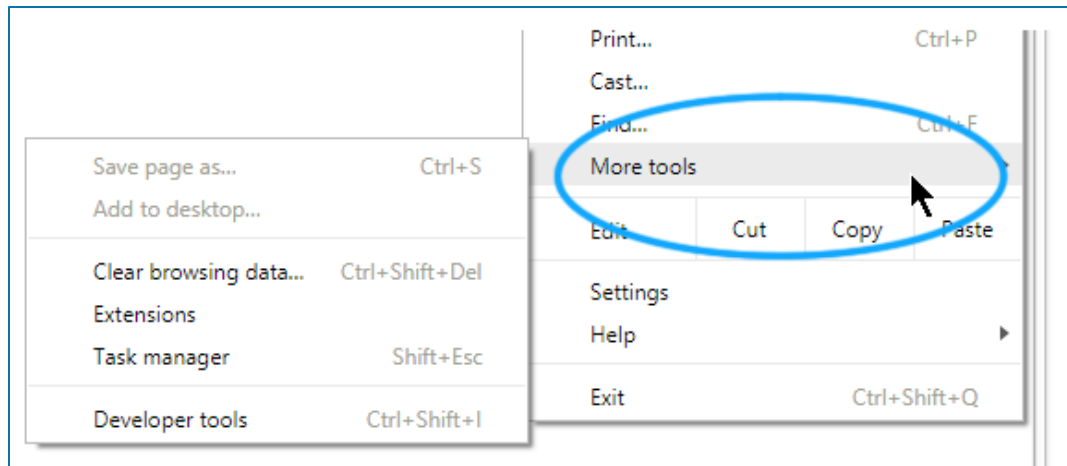 Print... Ctrl+P
Cast...
Find... Ctrl+F
More tools
Edit Cut Copy Paste
Settings
Help
Exit Ctrl+Shift+Q
Save page as... Ctrl+S
Add to desktop...
Clear browsing data... Ctrl+Shift+Del
Extensions
Task manager Shift+Esc
Developer tools Ctrl+Shift+I